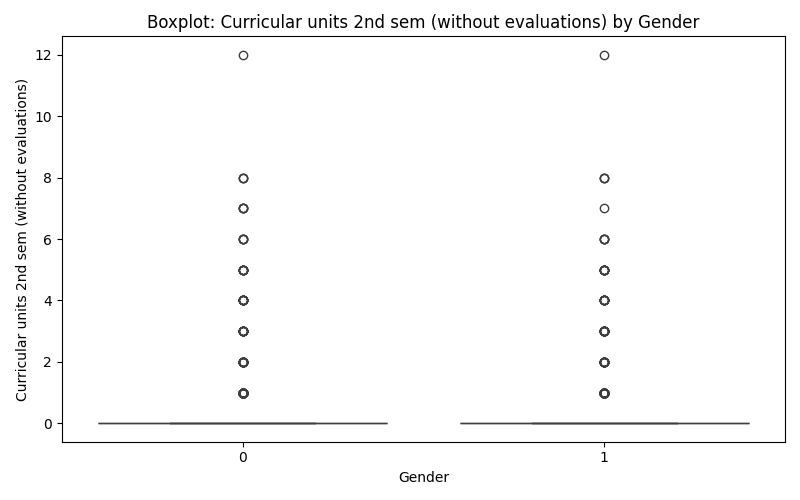 Boxplot: Curricular units 2nd sem (without evaluations) by Gender
Curricular units 2nd sem (without evaluations)
12
10
8
6
4
2
0
0 1
Gender